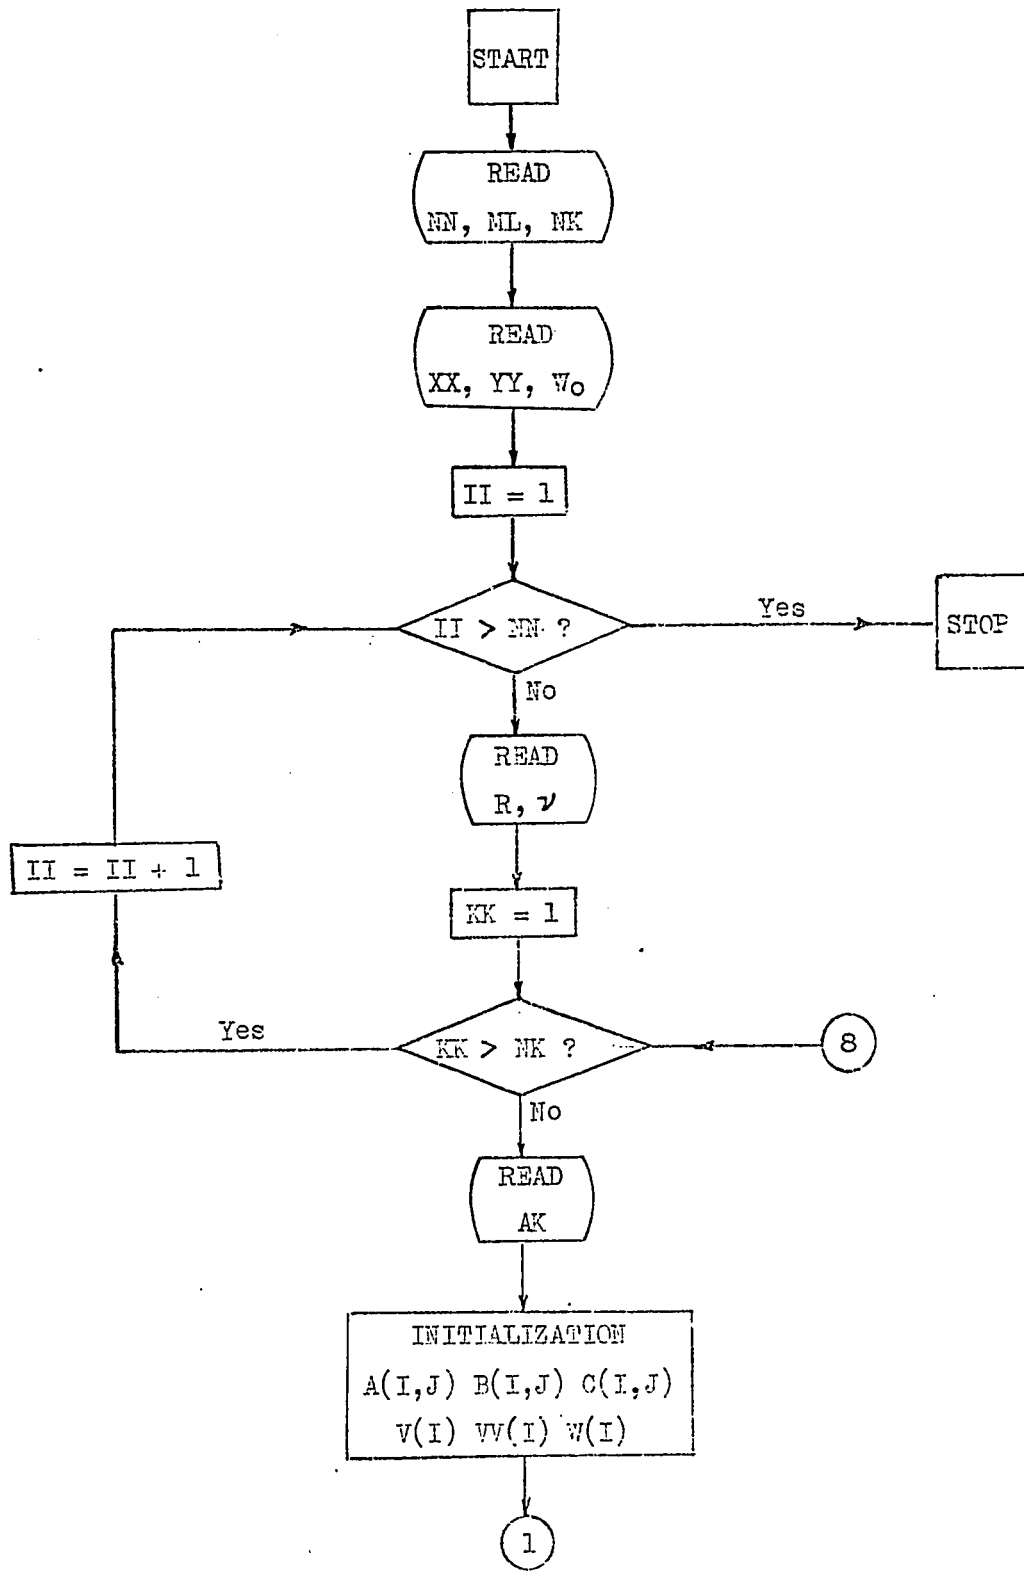 START
READ
NN, ML, NK
READ
XX, YY, Wo
II = 1
II > NN ?
Yes
STOP
No
READ
R, ν
II = II + 1
KK = 1
Yes
KK > NK ?
8
No
READ
AK
INITIALIZATION
A(I,J) B(I,J) C(I,J)
V(I) VV(I) W(I)
1